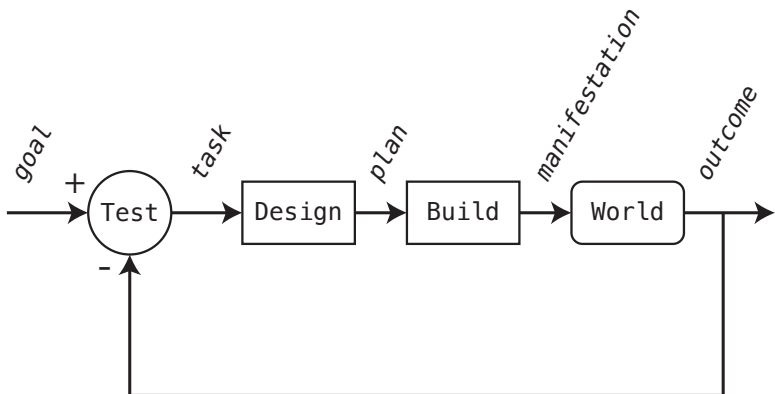 goal
+
Test
-
task
Design
plan
Build
manifestation
World
outcome